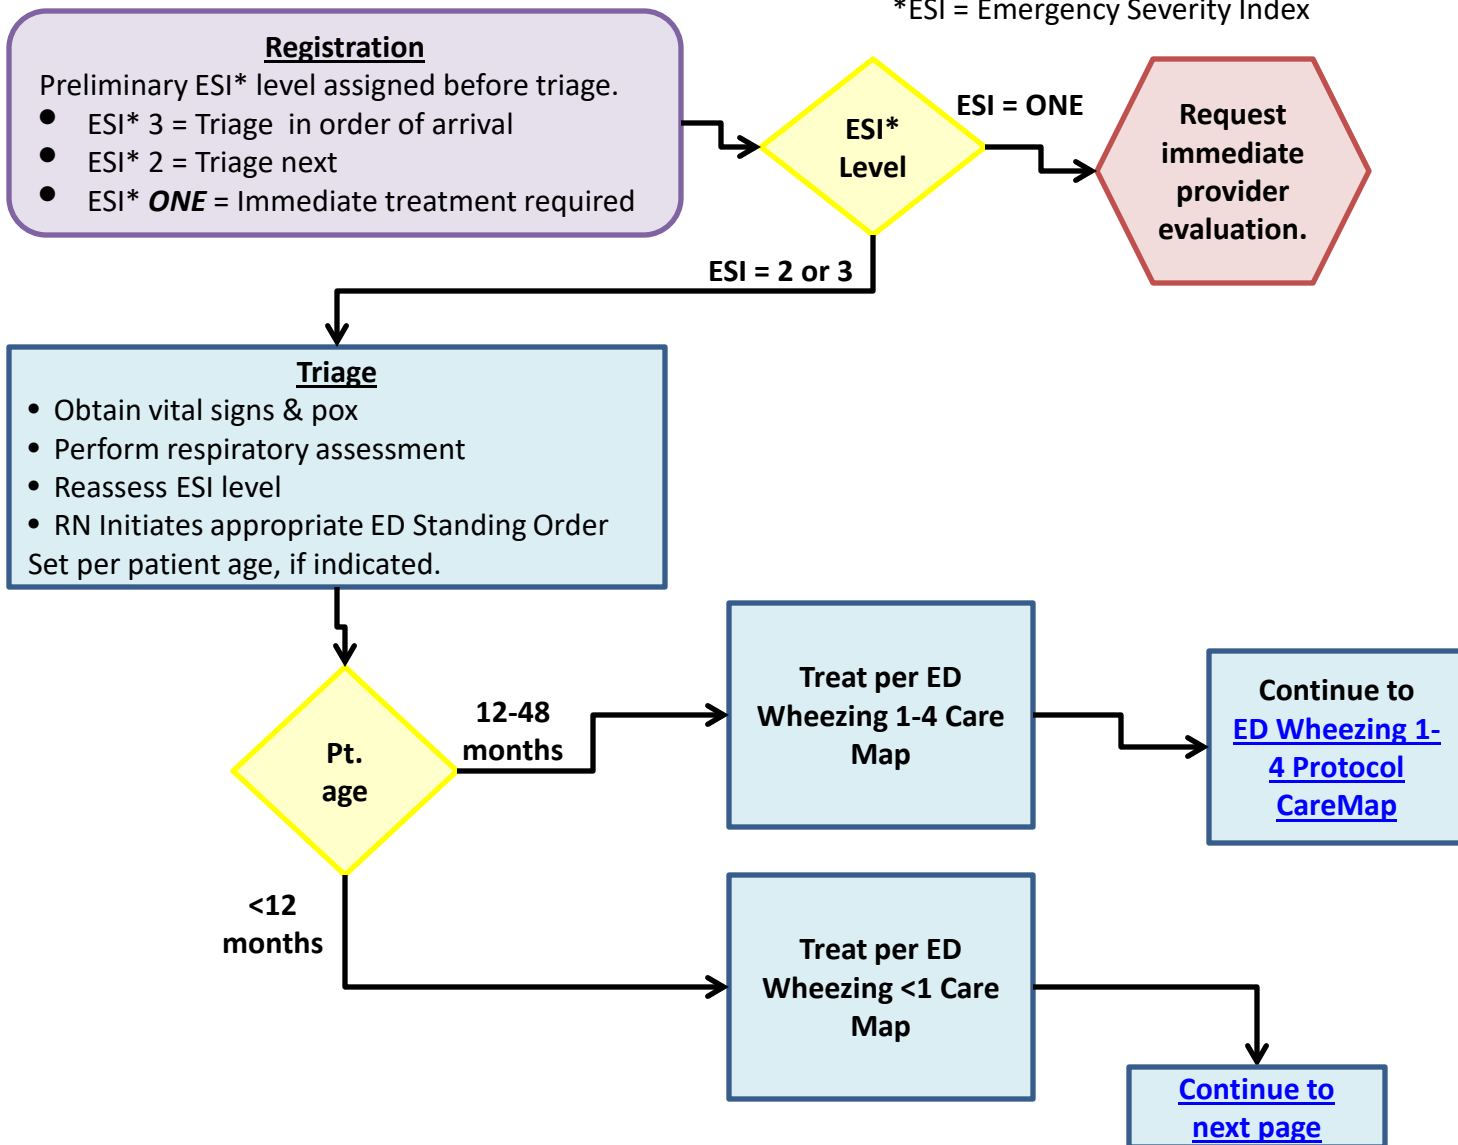 *ESI = Emergency Severity Index
Registration
Preliminary ESI* level assigned before triage.
● ESI* 3 = Triage in order of arrival
● ESI* 2 = Triage next
● ESI* ONE = Immediate treatment required
ESI*
Level
ESI = ONE
Request
immediate
provider
evaluation.
ESI = 2 or 3
Triage
• Obtain vital signs & pox
• Perform respiratory assessment
• Reassess ESI level
• RN Initiates appropriate ED Standing Order
Set per patient age, if indicated.
Pt.
age
12-48
months
Treat per ED
Wheezing 1-4 Care
Map
Continue to
ED Wheezing 1-
4 Protocol
CareMap
<12
months
Treat per ED
Wheezing <1 Care
Map
Continue to
next page